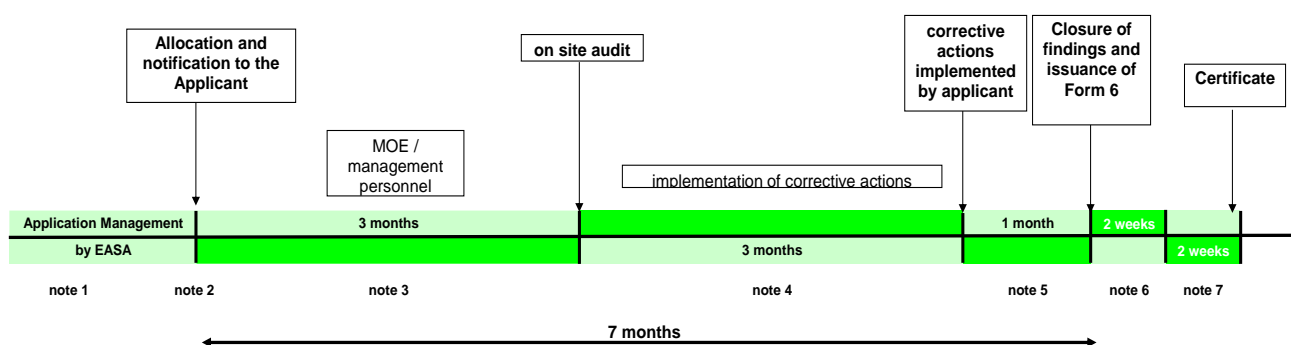 Allocation and
notification to the
Applicant
on site audit
corrective
actions
implemented
by applicant
Closure of
findings and
issuance of
Form 6
Certificate
MOE /
management
personnel
implementation of corrective actions
Application Management
3 months
1 month
2 weeks
by EASA
3 months
2 weeks
note 1
note 2
note 3
note 4
note 5
note 6
note 7
7 months